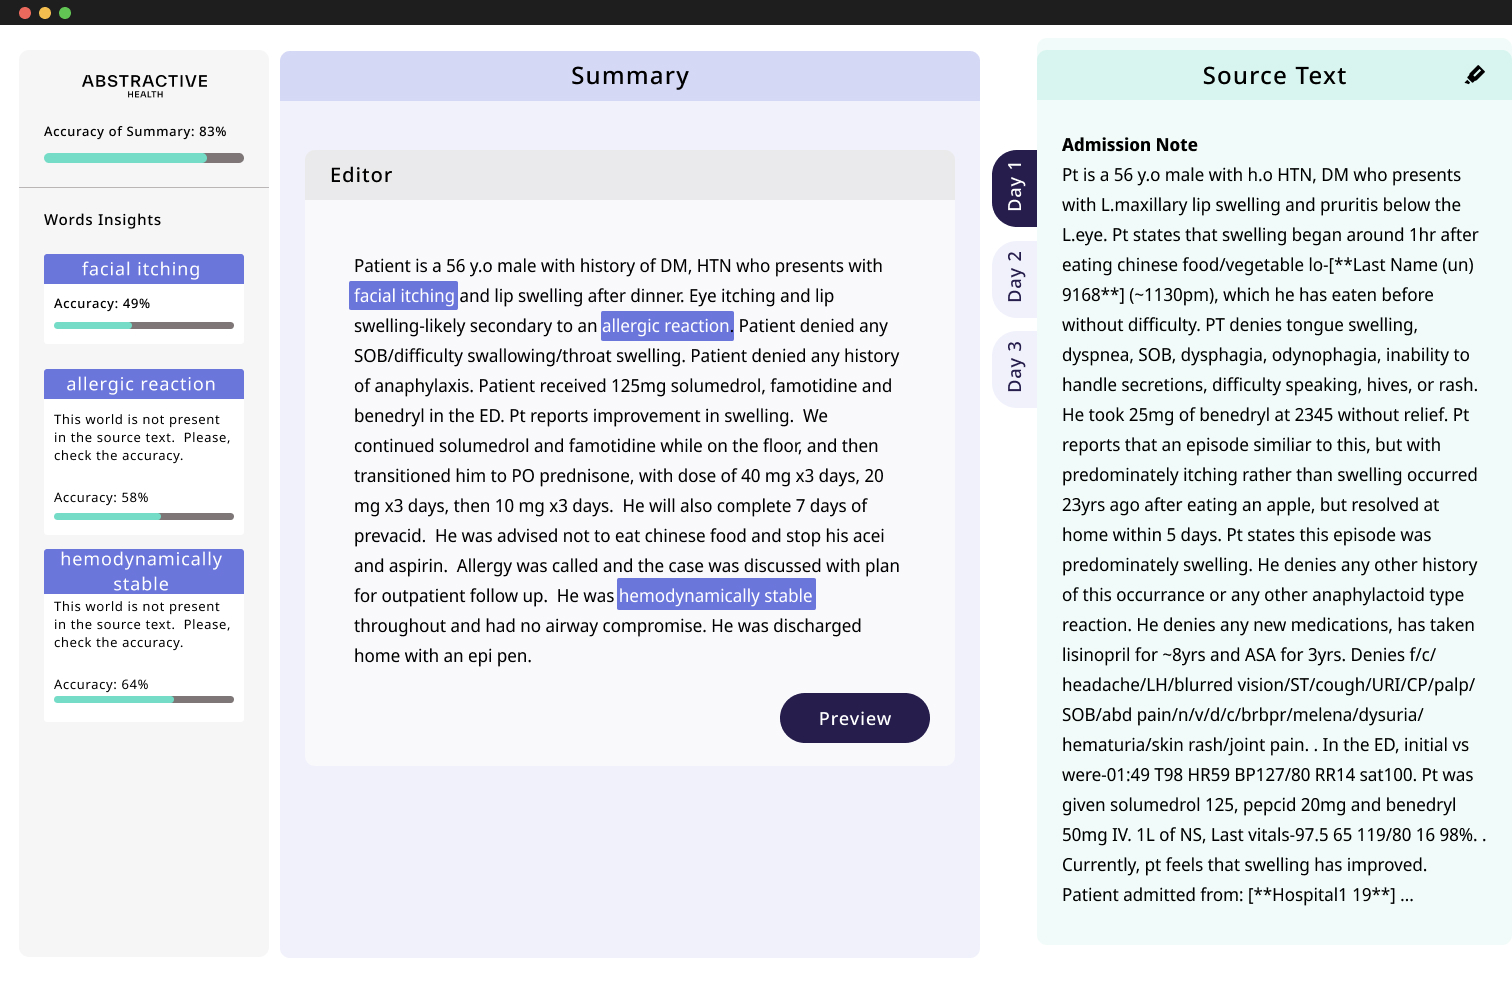 ABSTRACTIVE
HEALTH
Accuracy of Summary: 83%
Words Insights
facial itching
Accuracy: 49%
allergic reaction
This world is not present
in the source text.  Please,
check the accuracy.
Accuracy: 58%
hemodynamically
stable
This world is not present
in the source text.  Please,
check the accuracy.
Accuracy: 64%
Summary
Editor
Patient is a 56 y.o male with history of DM, HTN who presents with
facial itching and lip swelling after dinner. Eye itching and lip
swelling-likely secondary to an allergic reaction. Patient denied any
SOB/difficulty swallowing/throat swelling. Patient denied any history
of anaphylaxis. Patient received 125mg solumedrol, famotidine and
benedryl in the ED. Pt reports improvement in swelling.  We
continued solumedrol and famotidine while on the floor, and then
transitioned him to PO prednisone, with dose of 40 mg x3 days, 20
mg x3 days, then 10 mg x3 days.  He will also complete 7 days of
prevacid.  He was advised not to eat chinese food and stop his acei
and aspirin.  Allergy was called and the case was discussed with plan
for outpatient follow up.  He was hemodynamically stable
throughout and had no airway compromise. He was discharged
home with an epi pen.
Preview
Day 1
Day 2
Day 3
Source Text
Admission Note
Pt is a 56 y.o male with h.o HTN, DM who presents
with L.maxillary lip swelling and pruritis below the
L.eye. Pt states that swelling began around 1hr after
eating chinese food/vegetable lo-[**Last Name (un)
9168**] (~1130pm), which he has eaten before
without difficulty. PT denies tongue swelling,
dyspnea, SOB, dysphagia, odynophagia, inability to
handle secretions, difficulty speaking, hives, or rash.
He took 25mg of benedryl at 2345 without relief. Pt
reports that an episode similiar to this, but with
predominately itching rather than swelling occurred
23yrs ago after eating an apple, but resolved at
home within 5 days. Pt states this episode was
predominately swelling. He denies any other history
of this occurrance or any other anaphylactoid type
reaction. He denies any new medications, has taken
lisinopril for ~8yrs and ASA for 3yrs. Denies f/c/
headache/LH/blurred vision/ST/cough/URI/CP/palp/
SOB/abd pain/n/v/d/c/brbpr/melena/dysuria/
hematuria/skin rash/joint pain. . In the ED, initial vs
were-01:49 T98 HR59 BP127/80 RR14 sat100. Pt was
given solumedrol 125, pepcid 20mg and benedryl
50mg IV. 1L of NS, Last vitals-97.5 65 119/80 16 98%. .
Currently, pt feels that swelling has improved.
Patient admitted from: [**Hospital1 19**] ...